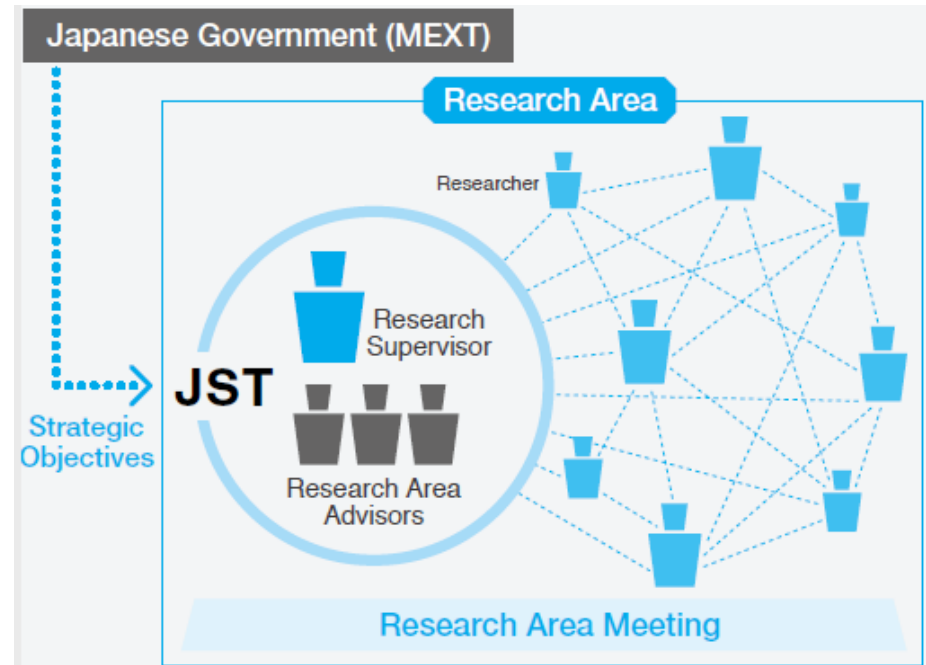 Japanese Government (MEXT)
Research Area
Researcher
Research
Supervisor
JST
Strategic
Objectives
Research Area
Advisors
Research Area Meeting